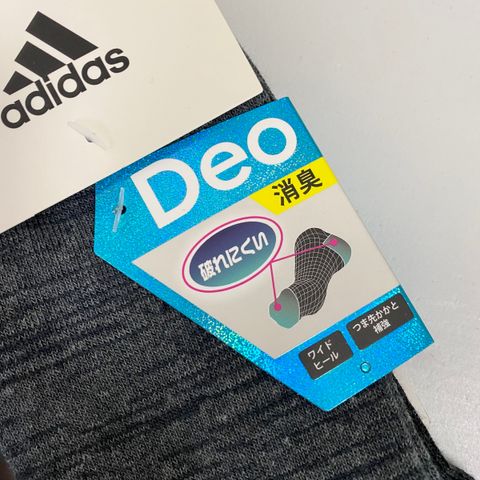 adidas
Deo
消臭
破れにくい
ワイド
ヒール
つま先かかと
補強